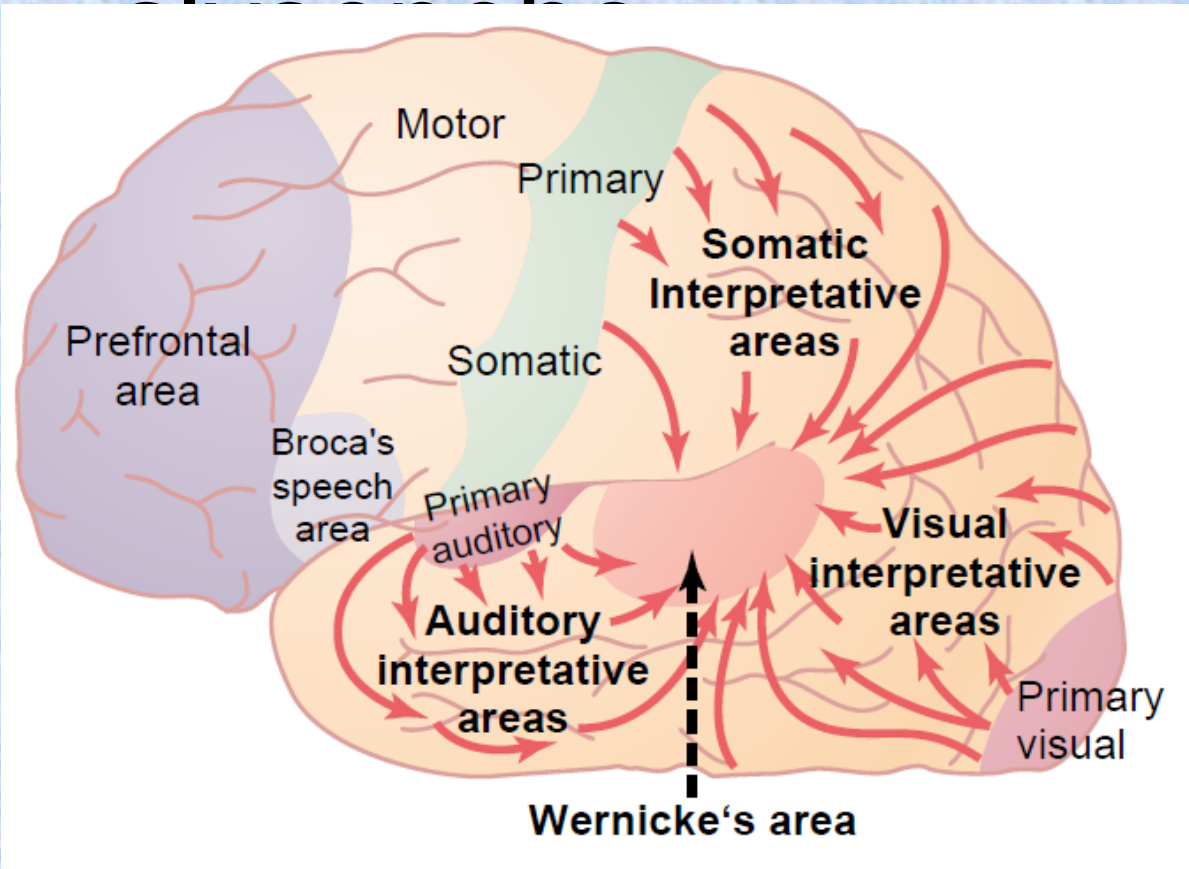 Motor
Primary
Somatic
Interpretative
areas
Prefrontal
area
Somatic
Broca's
speech
area
Primary
auditory
Visual
interpretative
areas
Auditory
interpretative
areas
Primary
visual
Wernicke‘s area